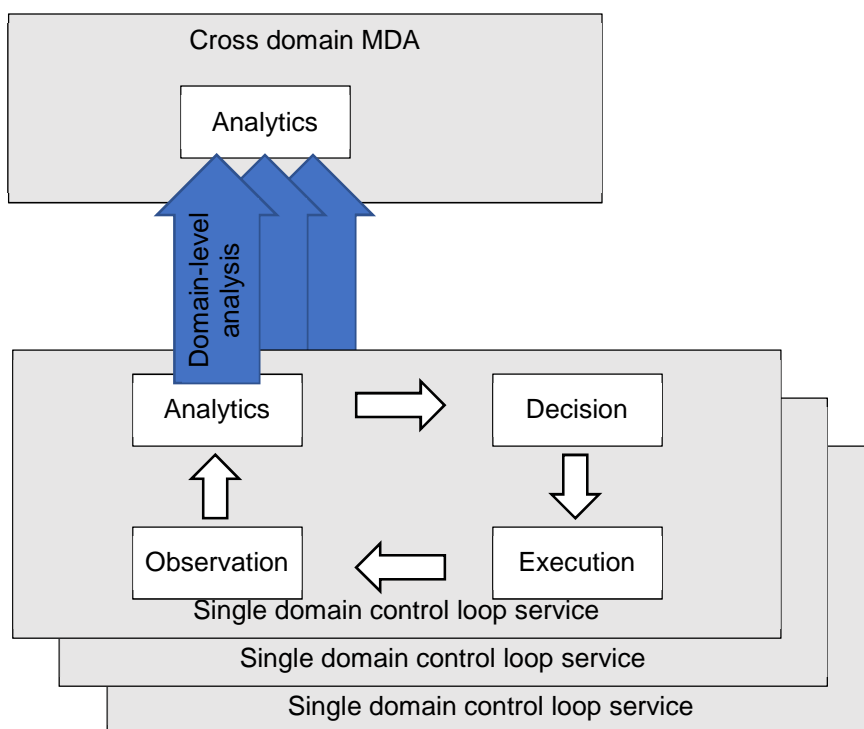 Cross domain MDA
Analytics
Domain-level
analysis
Analytics
Decision
Observation
Execution
Single domain control loop service
Single domain control loop service
Single domain control loop service